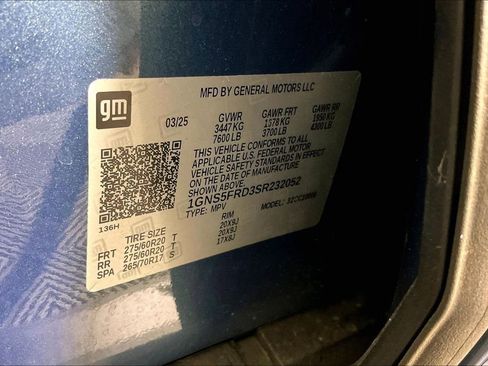 gm
MFD BY GENERAL MOTORS LLC
03/25 GVWR GAWR FRT GAWR RR
3447 KG 1678 KG 1950 KG
7600 LB 3700 LB 4300 LB
THIS VEHICLE CONFORMS TO ALL
APPLICABLE U.S. FEDERAL MOTOR
VEHICLE SAFETY STANDARDS IN EFFECT
ON THE DATE OF MANUFACTURE
SHOWN ABOVE.
1GNS5FRD3SR232052
TYPE: MPV MODEL:
136H
TIRE SIZE RIM
FRT 275/60R20 T 20X9J
RR 275/60R20 T 20X9J
SPA 265/70R17 S 17X8J